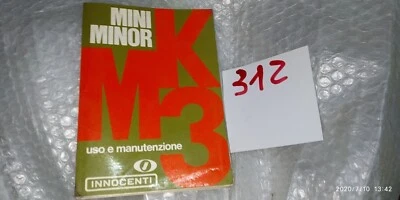 MINI
MINOR
MK3
uso e manutenzione
INNOCENTI
312
2020/7/10 13:42